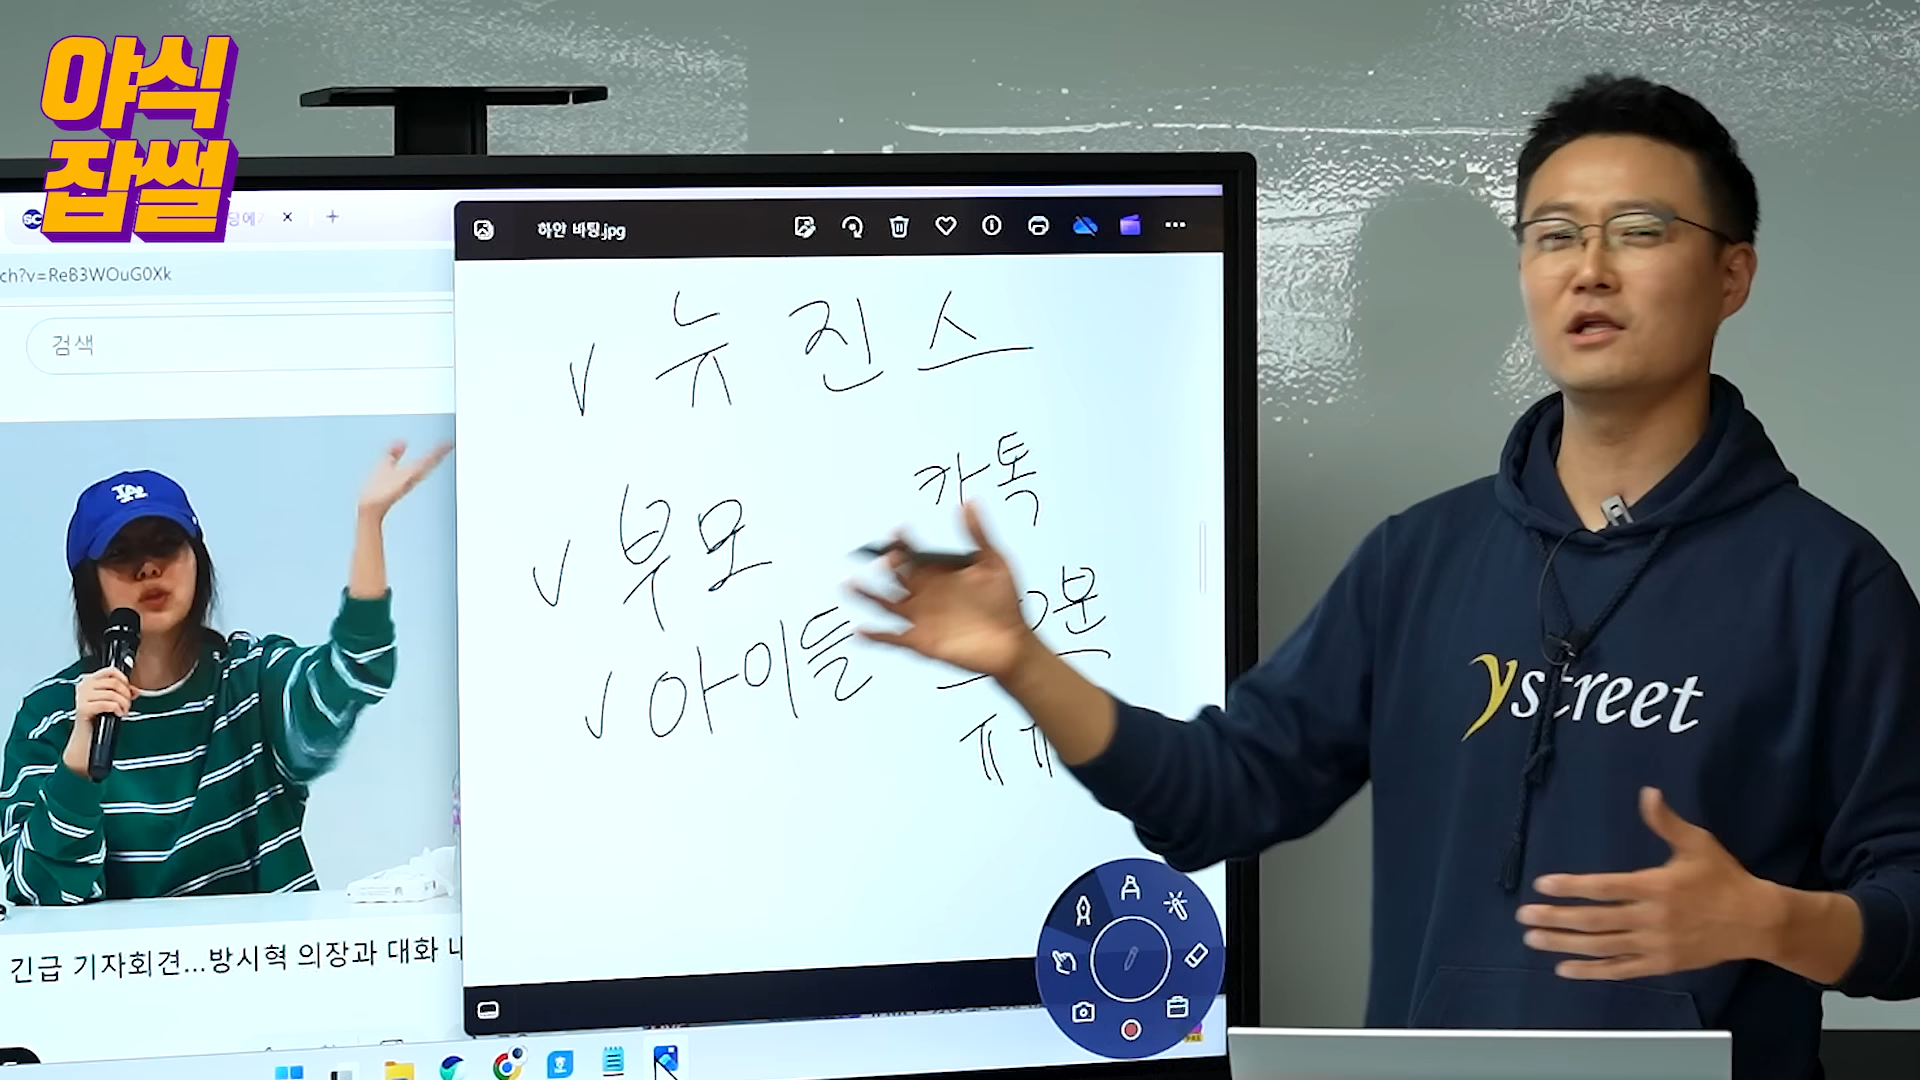 야식
잡썰
ch?v=ReB3WOuG0Xk
검색
하얀 바탕.jpg
뉴진스
카톡
부모
아이들
LA
ystreet
긴급 기자회견...방시혁 의장과 대화 내